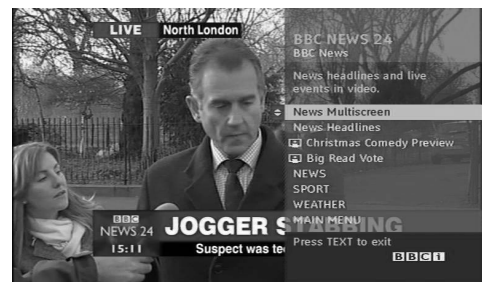 LIVE North London
BBC NEWS 24
BBC News
News headlines and live
events in video.
News Multiscreen
News Headlines
Christmas Comedy Preview
Big Read Vote
NEWS
SPORT
WEATHER
MAIN MENU
Press TEXT to exit
BBC 1
BBC
NEWS 24
15:11
JOGGER STABBING
Suspect was